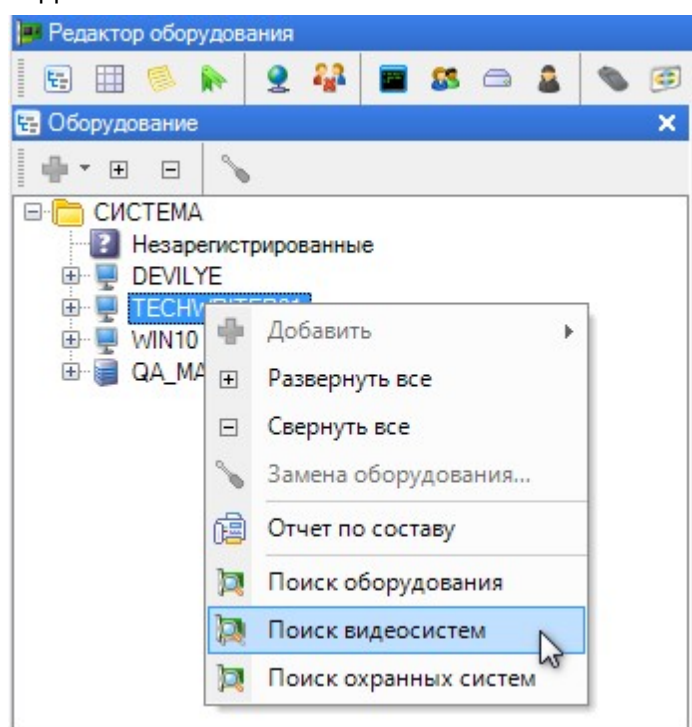 Редактор оборудования
Оборудование
СИСТЕМА
Незарегистрированные
DEVILYE
WIN10
Добавить
Развернуть все
Свернуть все
Замена оборудования...
Отчет по составу
Поиск оборудования
Поиск видеосистем
Поиск охранных систем